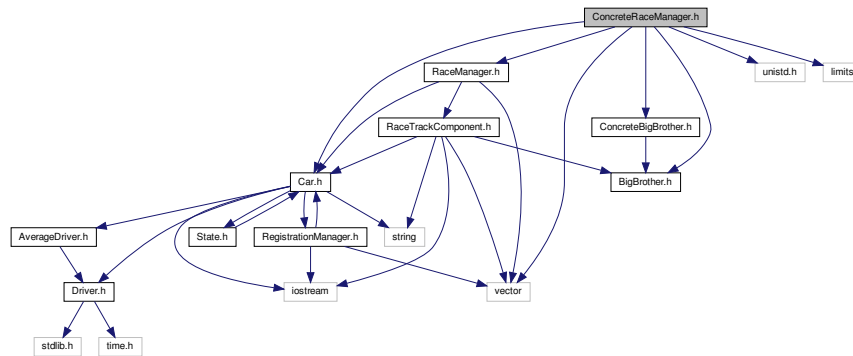 ConcreteRaceManager.h
RaceManager.h
unistd.h
limits
RaceTrackComponent.h
ConcreteBigBrother.h
Car.h
BigBrother.h
AverageDriver.h
State.h
RegistrationManager.h
string
Driver.h
iostream
vector
stdlib.h
time.h